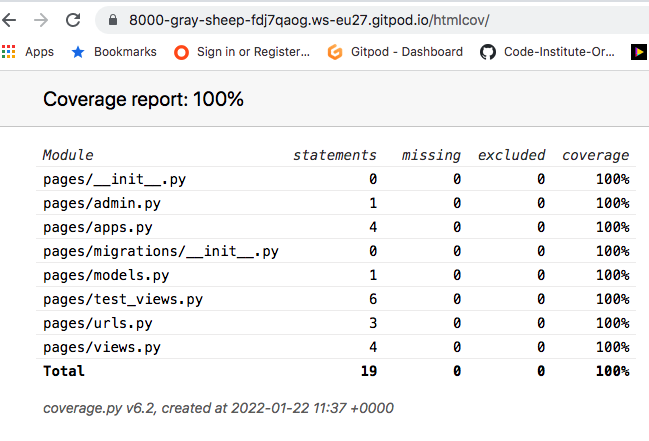 8000-gray-sheep-fdj7qaog.ws-eu27.gitpod.io/htmlcov/
Apps Bookmarks Sign in or Register... Gitpod - Dashboard Code-Institute-Or...
Coverage report: 100%
Module statements missing excluded coverage
pages/__init__.py 0 0 0 100%
pages/admin.py 1 0 0 100%
pages/apps.py 4 0 0 100%
pages/migrations/__init__.py 0 0 0 100%
pages/models.py 1 0 0 100%
pages/test_views.py 6 0 0 100%
pages/urls.py 3 0 0 100%
pages/views.py 4 0 0 100%
Total 19 0 0 100%
coverage.py v6.2, created at 2022-01-22 11:37 +0000